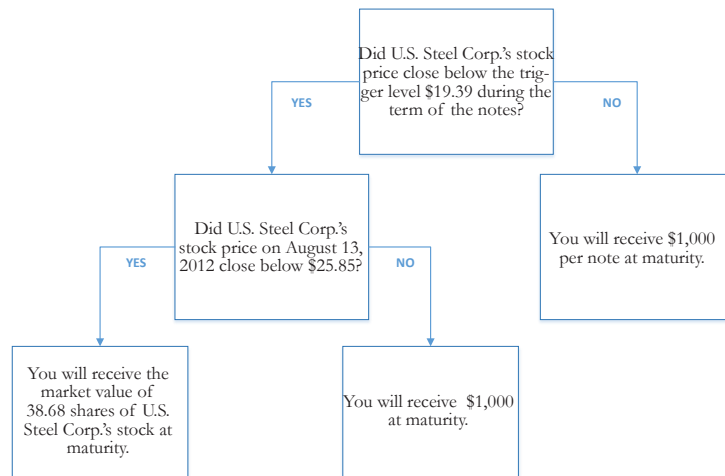 Did U.S. Steel Corp.'s stock
price close below the trig-
ger level $19.39 during the
term of the notes?
YES
NO
Did U.S. Steel Corp.'s
stock price on August 13,
2012 close below $25.85?
You will receive $1,000
per note at maturity.
YES
NO
You will receive the
market value of
38.68 shares of U.S.
Steel Corp.'s stock at
maturity.
You will receive $1,000
at maturity.